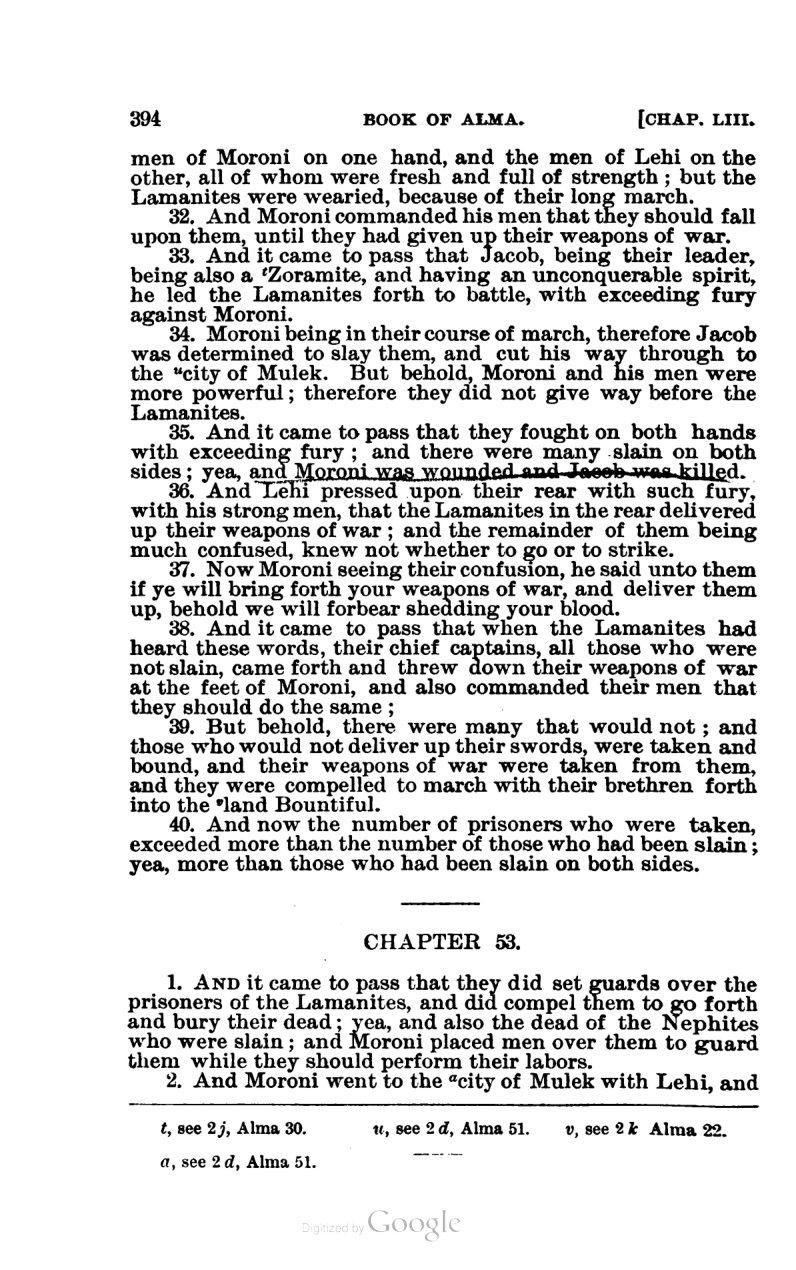 394 BOOK OF ALMA. [CHAP. LIII.
men of Moroni on one hand, and the men of Lehi on the
other, all of whom were fresh and full of strength ; but the
Lamanites were wearied, because of their long march.
32. And Moroni commanded his men that they should fall
upon them, until they had given up their weapons of war.
33. And it came to pass that Jacob, being their leader,
being also a ᵗZoramite, and having an unconquerable spirit,
he led the Lamanites forth to battle, with exceeding fury
against Moroni.
34. Moroni being in their course of march, therefore Jacob
was determined to slay them, and cut his way through to
the ᵘcity of Mulek. But behold, Moroni and his men were
more powerful ; therefore they did not give way before the
Lamanites.
35. And it came to pass that they fought on both hands
with exceeding fury ; and there were many slain on both
sides ; yea, and Moroni was wounded and Jacob was killed.
36. And Lehi pressed upon their rear with such fury,
with his strong men, that the Lamanites in the rear delivered
up their weapons of war ; and the remainder of them being
much confused, knew not whether to go or to strike.
37. Now Moroni seeing their confusion, he said unto them
if ye will bring forth your weapons of war, and deliver them
up, behold we will forbear shedding your blood.
38. And it came to pass that when the Lamanites had
heard these words, their chief captains, all those who were
not slain, came forth and threw down their weapons of war
at the feet of Moroni, and also commanded their men that
they should do the same ;
39. But behold, there were many that would not ; and
those who would not deliver up their swords, were taken and
bound, and their weapons of war were taken from them,
and they were compelled to march with their brethren forth
into the ᵛland Bountiful.
40. And now the number of prisoners who were taken,
exceeded more than the number of those who had been slain ;
yea, more than those who had been slain on both sides.
CHAPTER 53.
1. AND it came to pass that they did set guards over the
prisoners of the Lamanites, and did compel them to go forth
and bury their dead ; yea, and also the dead of the Nephites
who were slain ; and Moroni placed men over them to guard
them while they should perform their labors.
2. And Moroni went to the ᵃcity of Mulek with Lehi, and
t, see 2 j, Alma 30. u, see 2 d, Alma 51. v, see 2 k Alma 22.
a, see 2 d, Alma 51.
Digitized by Google